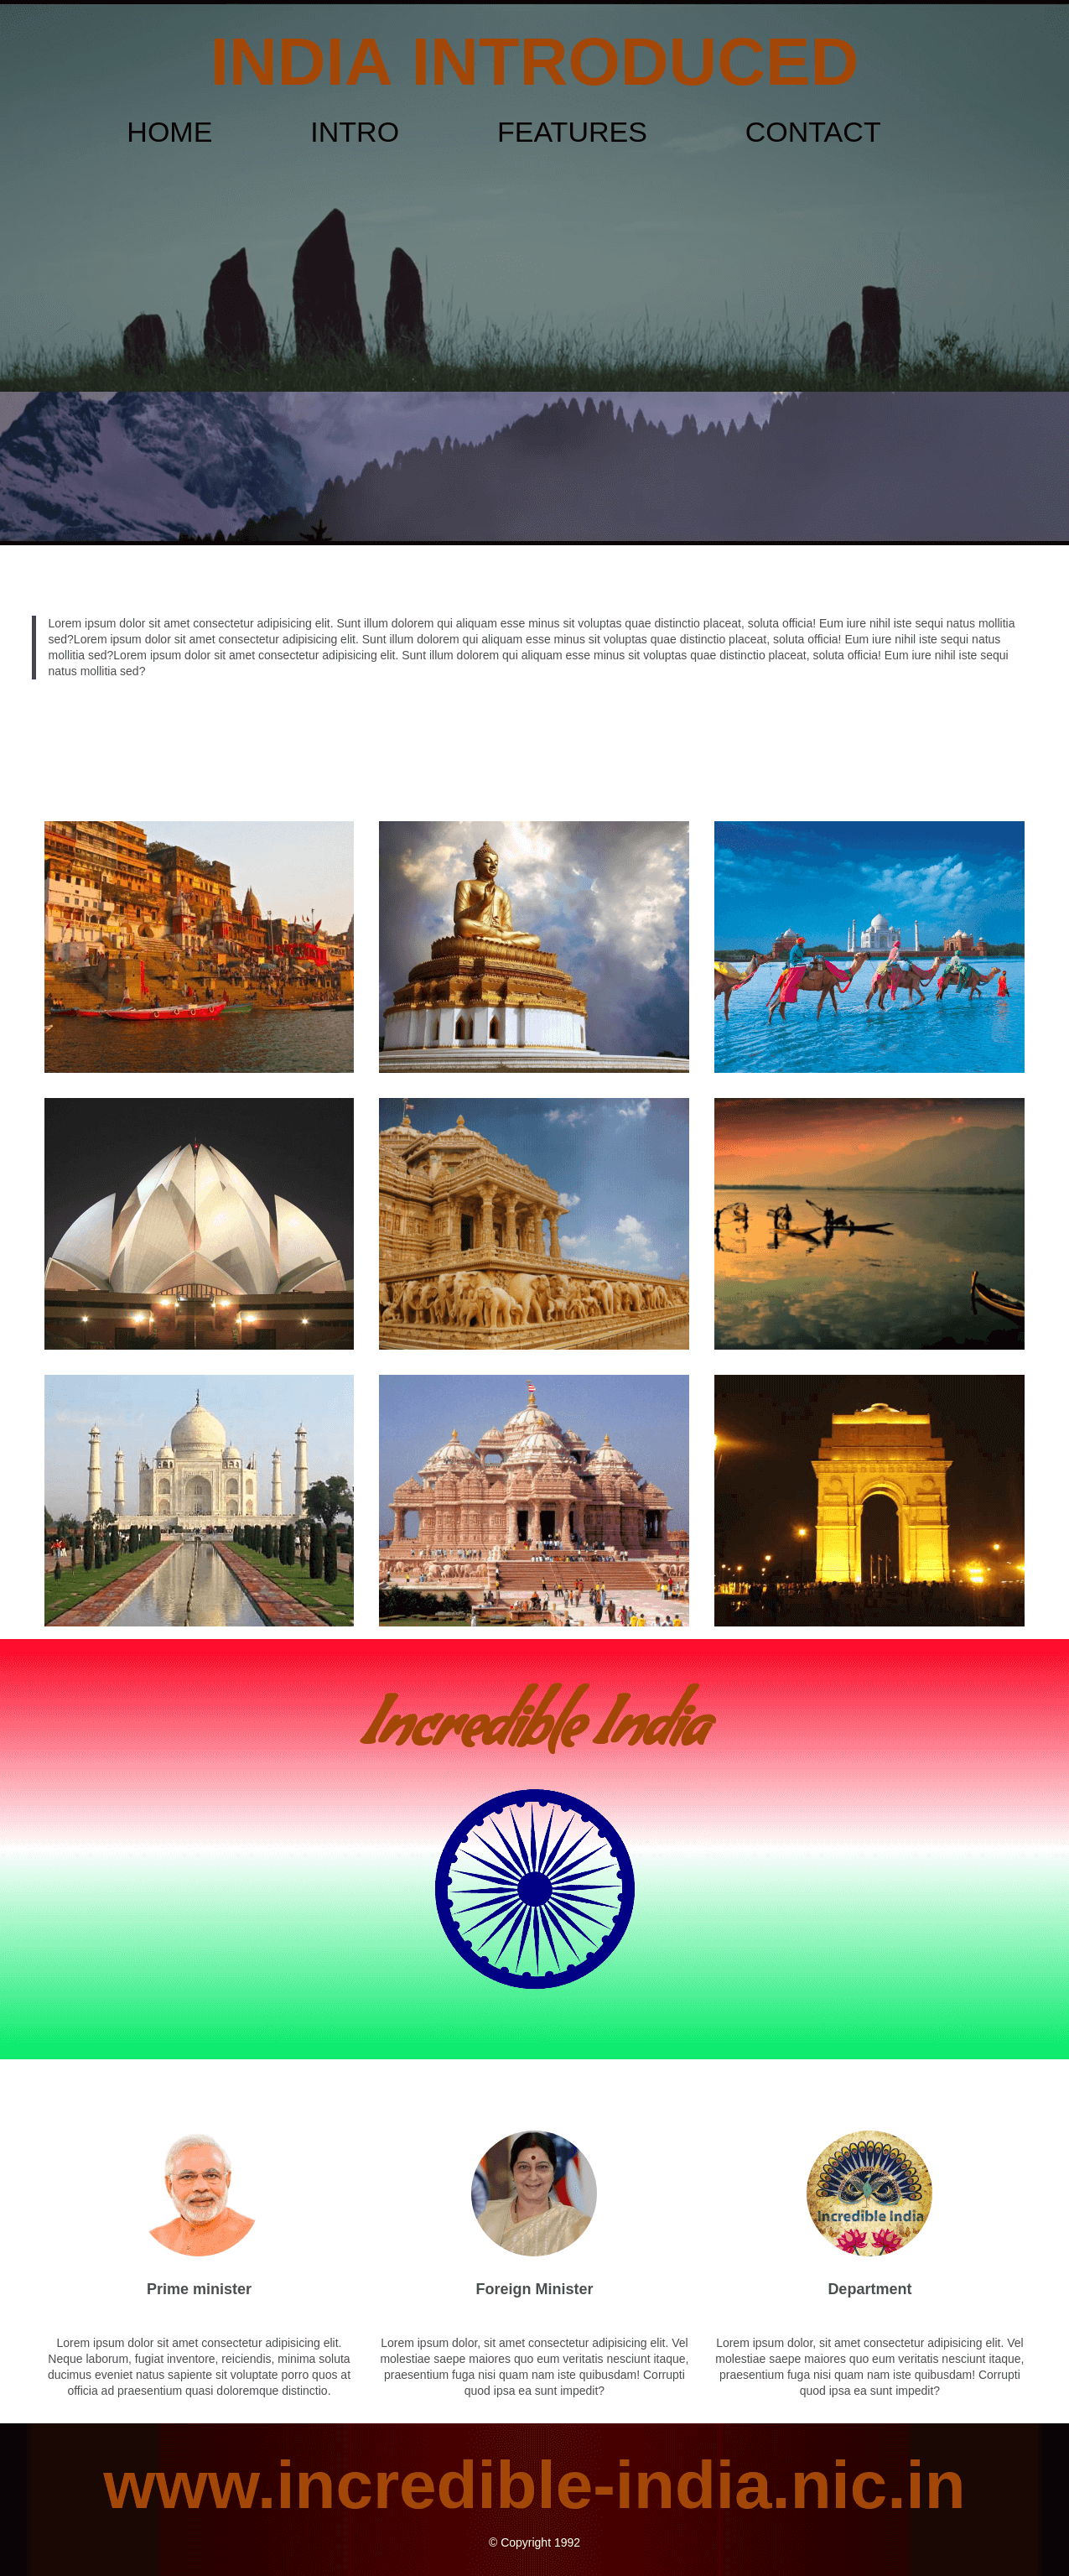 INDIA INTRODUCED
HOME INTRO FEATURES CONTACT
Lorem ipsum dolor sit amet consectetur adipisicing elit. Sunt illum dolorem qui aliquam esse minus sit voluptas quae distinctio placeat, soluta officia! Eum iure nihil iste sequi natus mollitia
sed?Lorem ipsum dolor sit amet consectetur adipisicing elit. Sunt illum dolorem qui aliquam esse minus sit voluptas quae distinctio placeat, soluta officia! Eum iure nihil iste sequi natus
mollitia sed?Lorem ipsum dolor sit amet consectetur adipisicing elit. Sunt illum dolorem qui aliquam esse minus sit voluptas quae distinctio placeat, soluta officia! Eum iure nihil iste sequi
natus mollitia sed?
Incredible India
Incredible India
Prime minister
Lorem ipsum dolor sit amet consectetur adipisicing elit.
Neque laborum, fugiat inventore, reiciendis, minima soluta
ducimus eveniet natus sapiente sit voluptate porro quos at
officia ad praesentium quasi doloremque distinctio.
Foreign Minister
Lorem ipsum dolor, sit amet consectetur adipisicing elit. Vel
molestiae saepe maiores quo eum veritatis nesciunt itaque,
praesentium fuga nisi quam nam iste quibusdam! Corrupti
quod ipsa ea sunt impedit?
Department
Lorem ipsum dolor, sit amet consectetur adipisicing elit. Vel
molestiae saepe maiores quo eum veritatis nesciunt itaque,
praesentium fuga nisi quam nam iste quibusdam! Corrupti
quod ipsa ea sunt impedit?
www.incredible-india.nic.in
© Copyright 1992